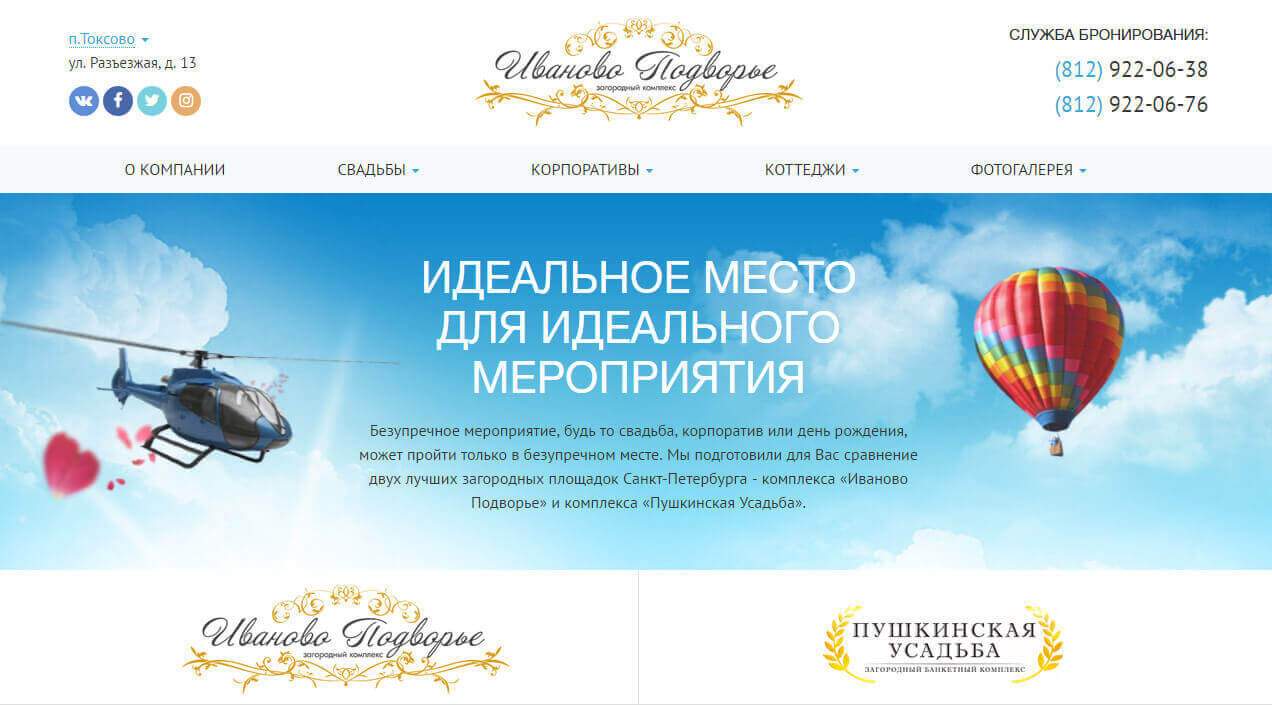 п.Токсово
ул. Разъезжая, д. 13
Иваново Подворье
загородный комплекс
СЛУЖБА БРОНИРОВАНИЯ:
(812) 922-06-38
(812) 922-06-76
О КОМПАНИИ
СВАДЬБЫ
КОРПОРАТИВЫ
КОТТЕДЖИ
ФОТОГАЛЕРЕЯ
ИДЕАЛЬНОЕ МЕСТО
ДЛЯ ИДЕАЛЬНОГО
МЕРОПРИЯТИЯ
Безупречное мероприятие, будь то свадьба, корпоратив или день рождения,
может пройти только в безупречном месте. Мы подготовили для Вас сравнение
двух лучших загородных площадок Санкт-Петербурга - комплекса «Иваново
Подворье» и комплекса «Пушкинская Усадьба».
Иваново Подворье
загородный комплекс
ПУШКИНСКАЯ
УСАДЬБА
ЗАГОРОДНЫЙ БАНКЕТНЫЙ КОМПЛЕКС